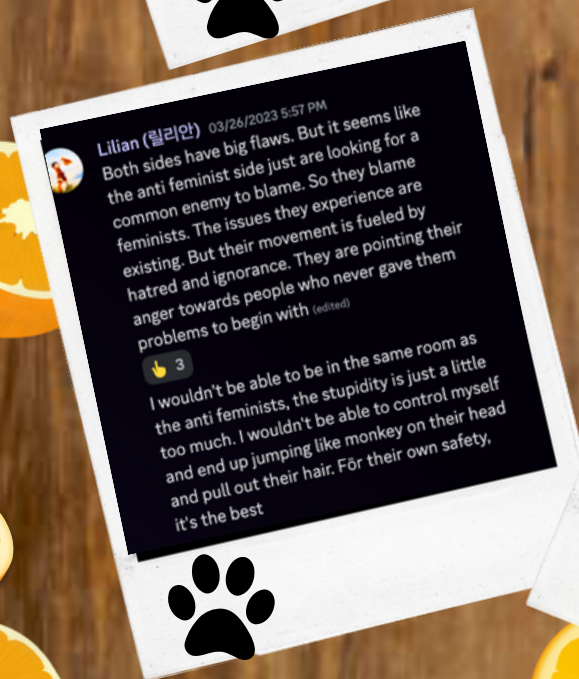 Lilian (릴리안) 03/26/2023 5:57 PM
Both sides have big flaws. But it seems like
the anti feminist side just are looking for a
common enemy to blame. So they blame
feminists. The issues they experience are
existing. But their movement is fueled by
hatred and ignorance. They are pointing their
anger towards people who never gave them
problems to begin with (edited)
3
I wouldn't be able to be in the same room as
the anti feminists, the stupidity is just a little
too much. I wouldn't be able to control myself
and end up jumping like monkey on their head
and pull out their hair. För their own safety,
it's the best